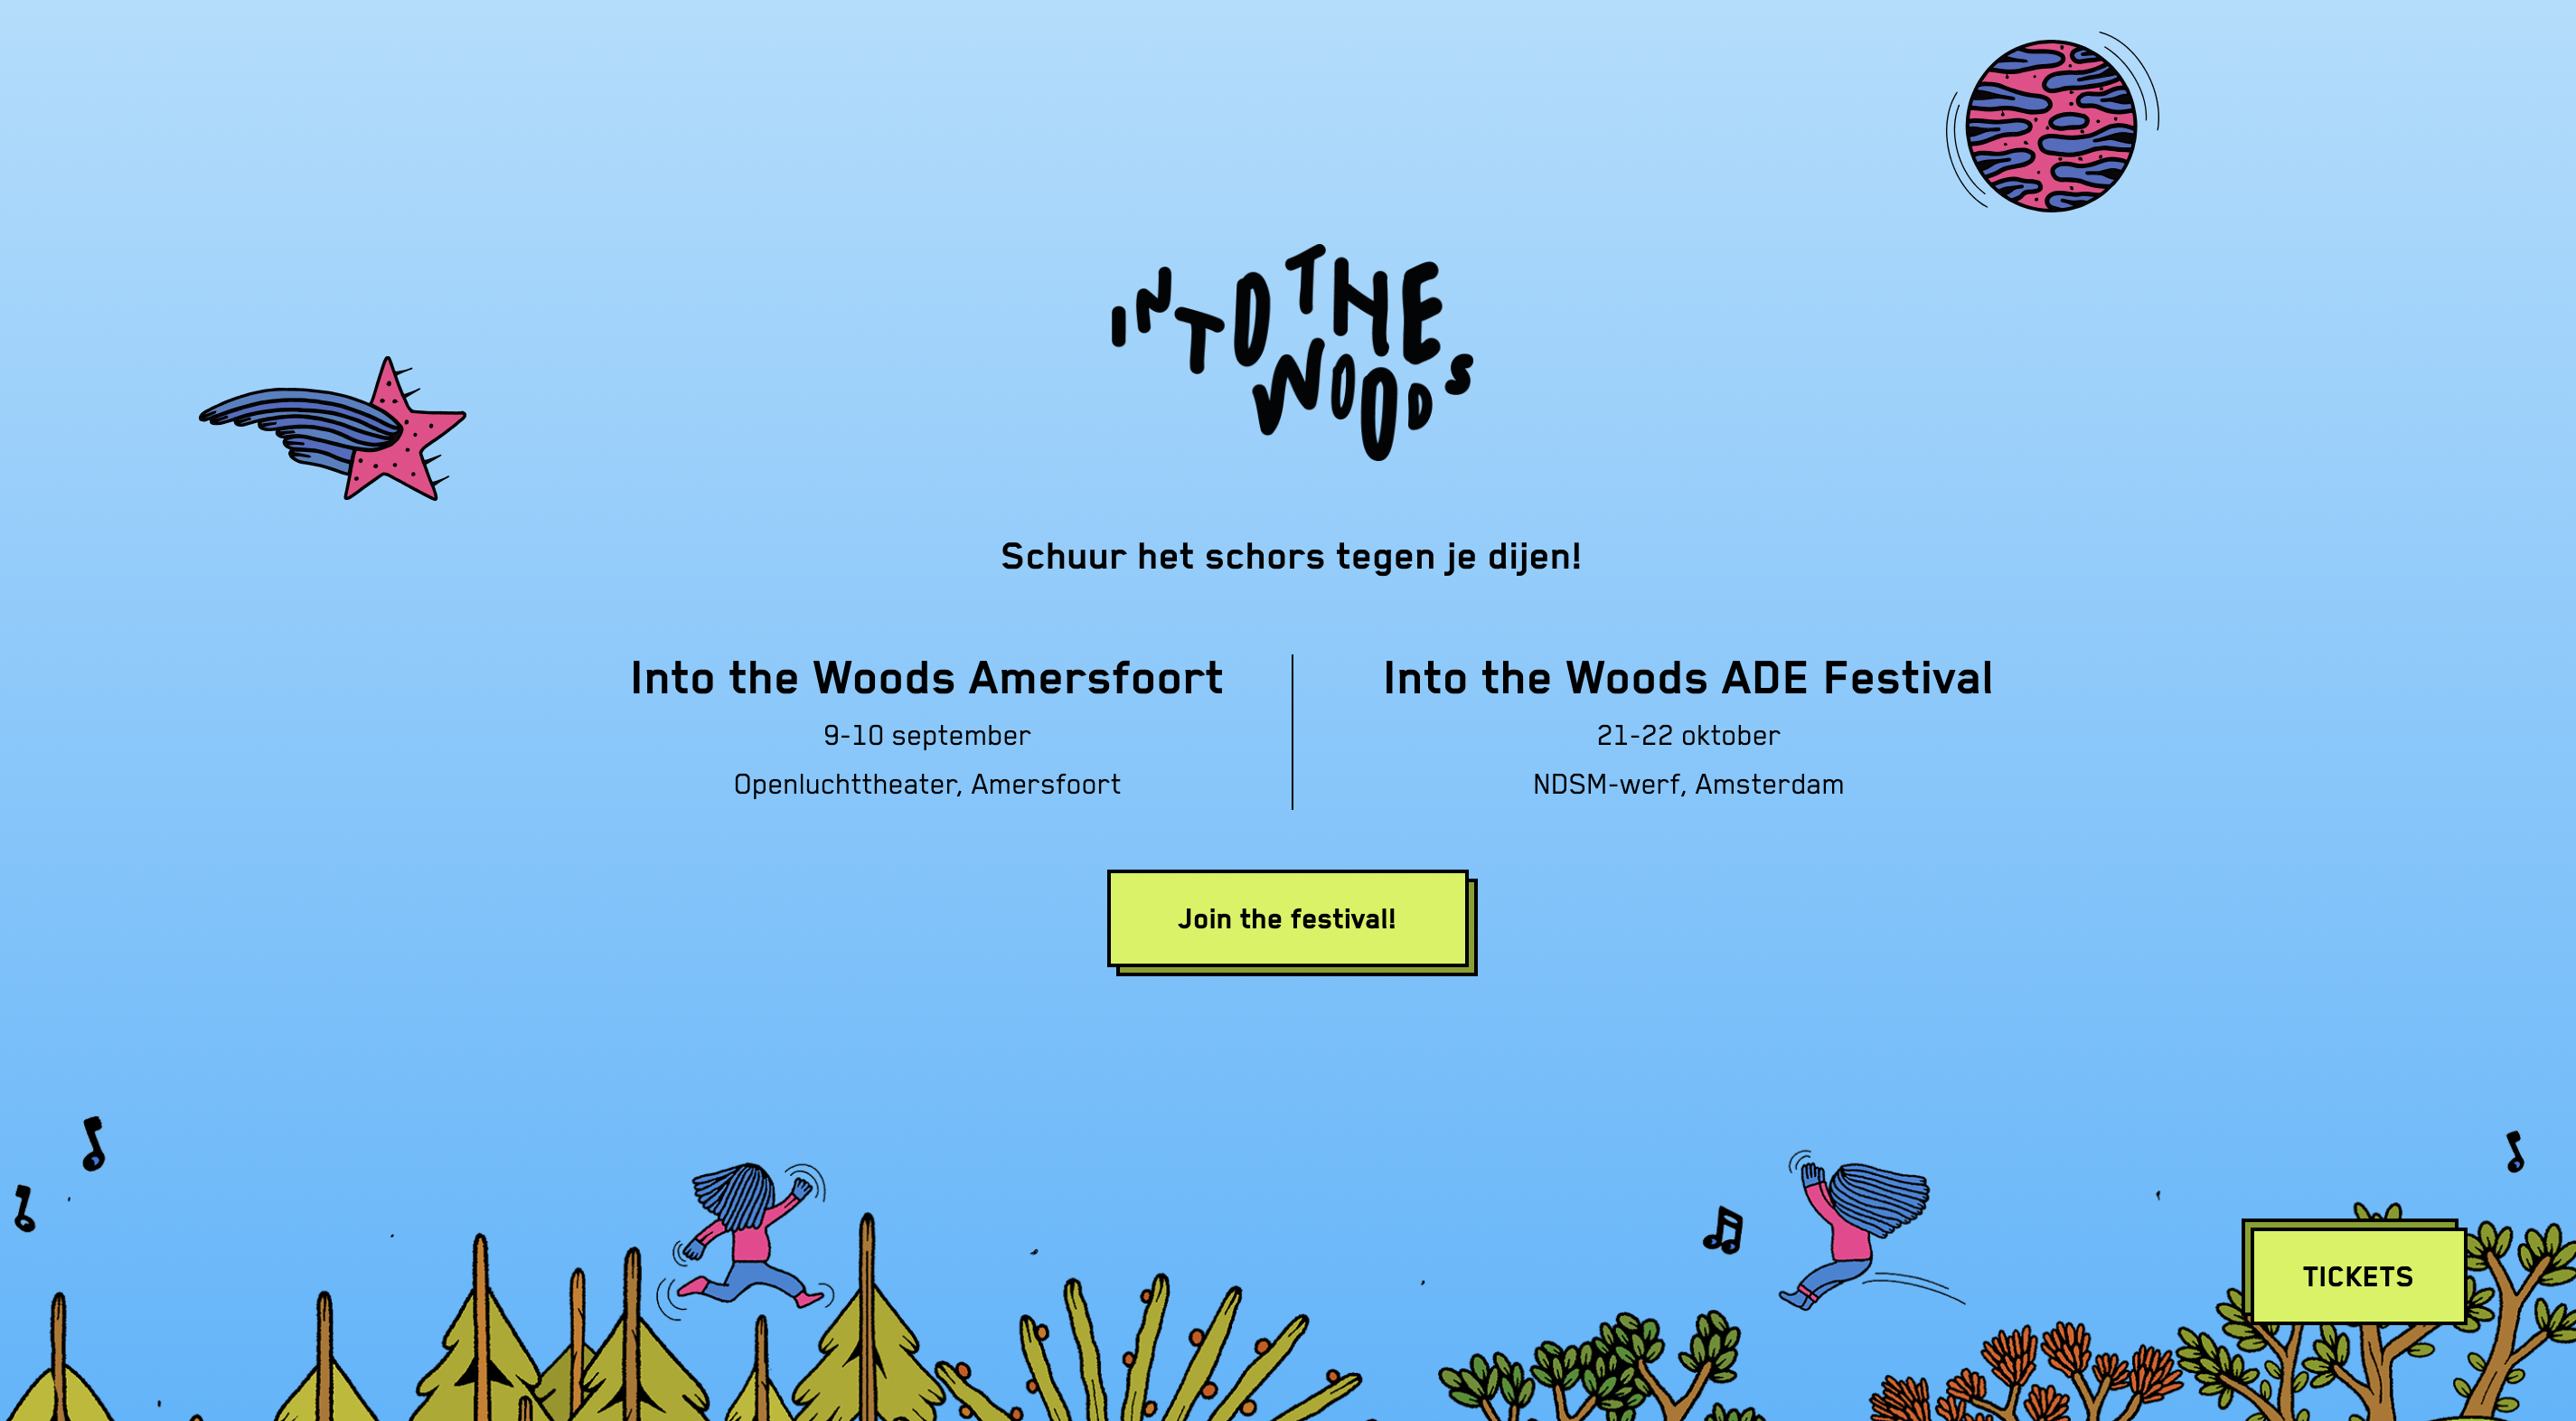 INTO THE
WOODS
Schuur het schors tegen je dijen!
Into the Woods Amersfoort
9-10 september
Openluchttheater, Amersfoort
Into the Woods ADE Festival
21-22 oktober
NDSM-werf, Amsterdam
Join the festival!
TICKETS